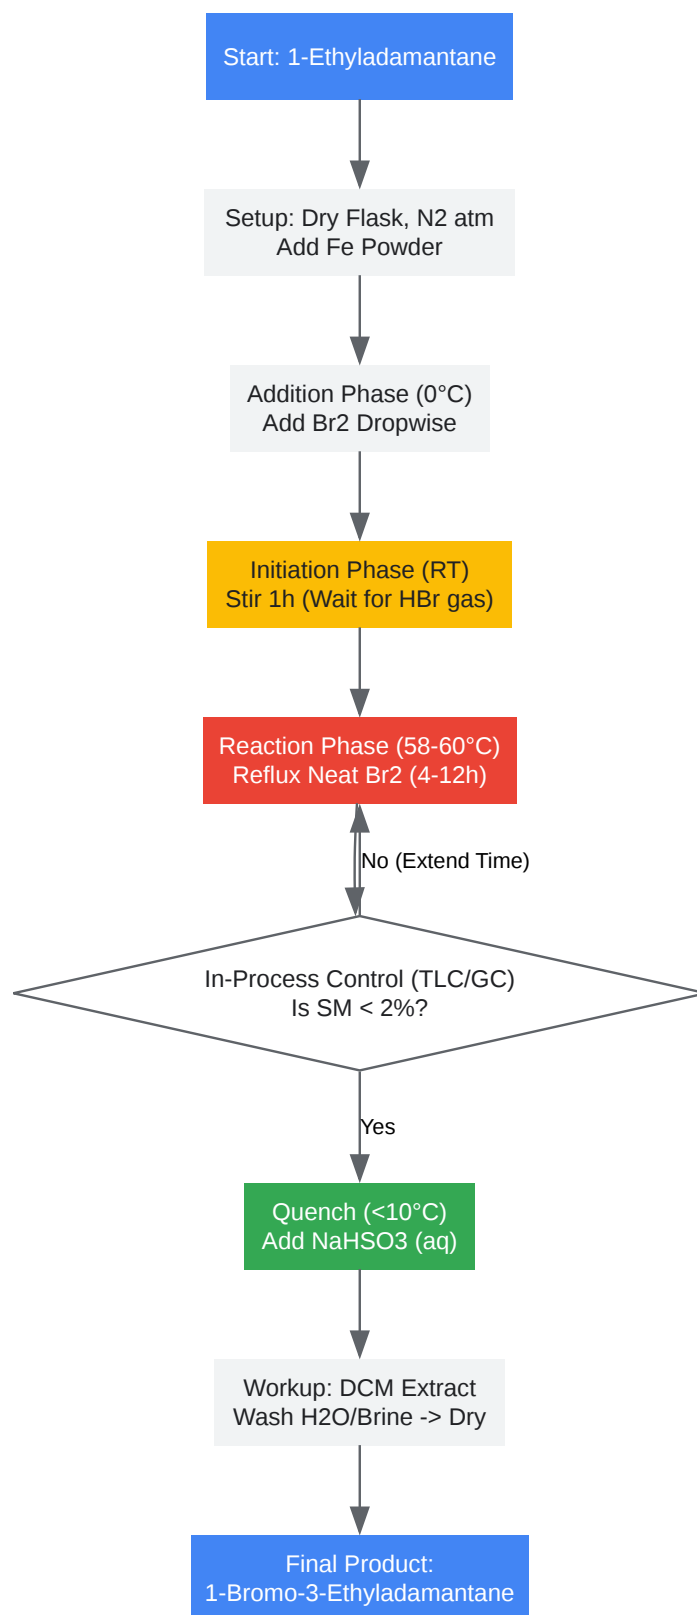 Start: 1-Ethyladamantane
Setup: Dry Flask, N2 atm
Add Fe Powder
Addition Phase (0°C)
Add Br2 Dropwise
Initiation Phase (RT)
Stir 1h (Wait for HBr gas)
Reaction Phase (58-60°C)
Reflux Neat Br2 (4-12h)
No (Extend Time)
In-Process Control (TLC/GC)
Is SM < 2%?
Yes
Quench (<10°C)
Add NaHSO3 (aq)
Workup: DCM Extract
Wash H2O/Brine -> Dry
Final Product:
1-Bromo-3-Ethyladamantane